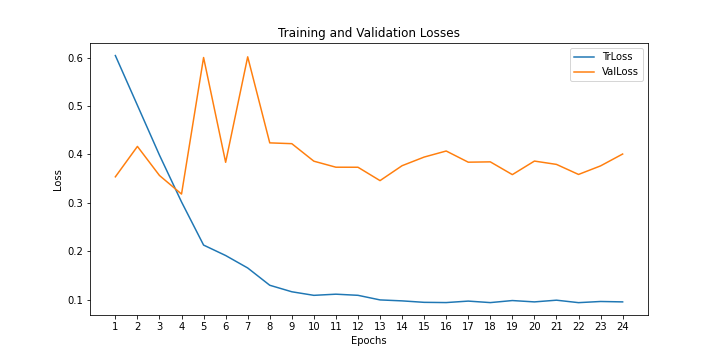 Training and Validation Losses
TrLoss
ValLoss
Loss
0.6
0.5
0.4
0.3
0.2
0.1
1 2 3 4 5 6 7 8 9 10 11 12 13 14 15 16 17 18 19 20 21 22 23 24
Epochs